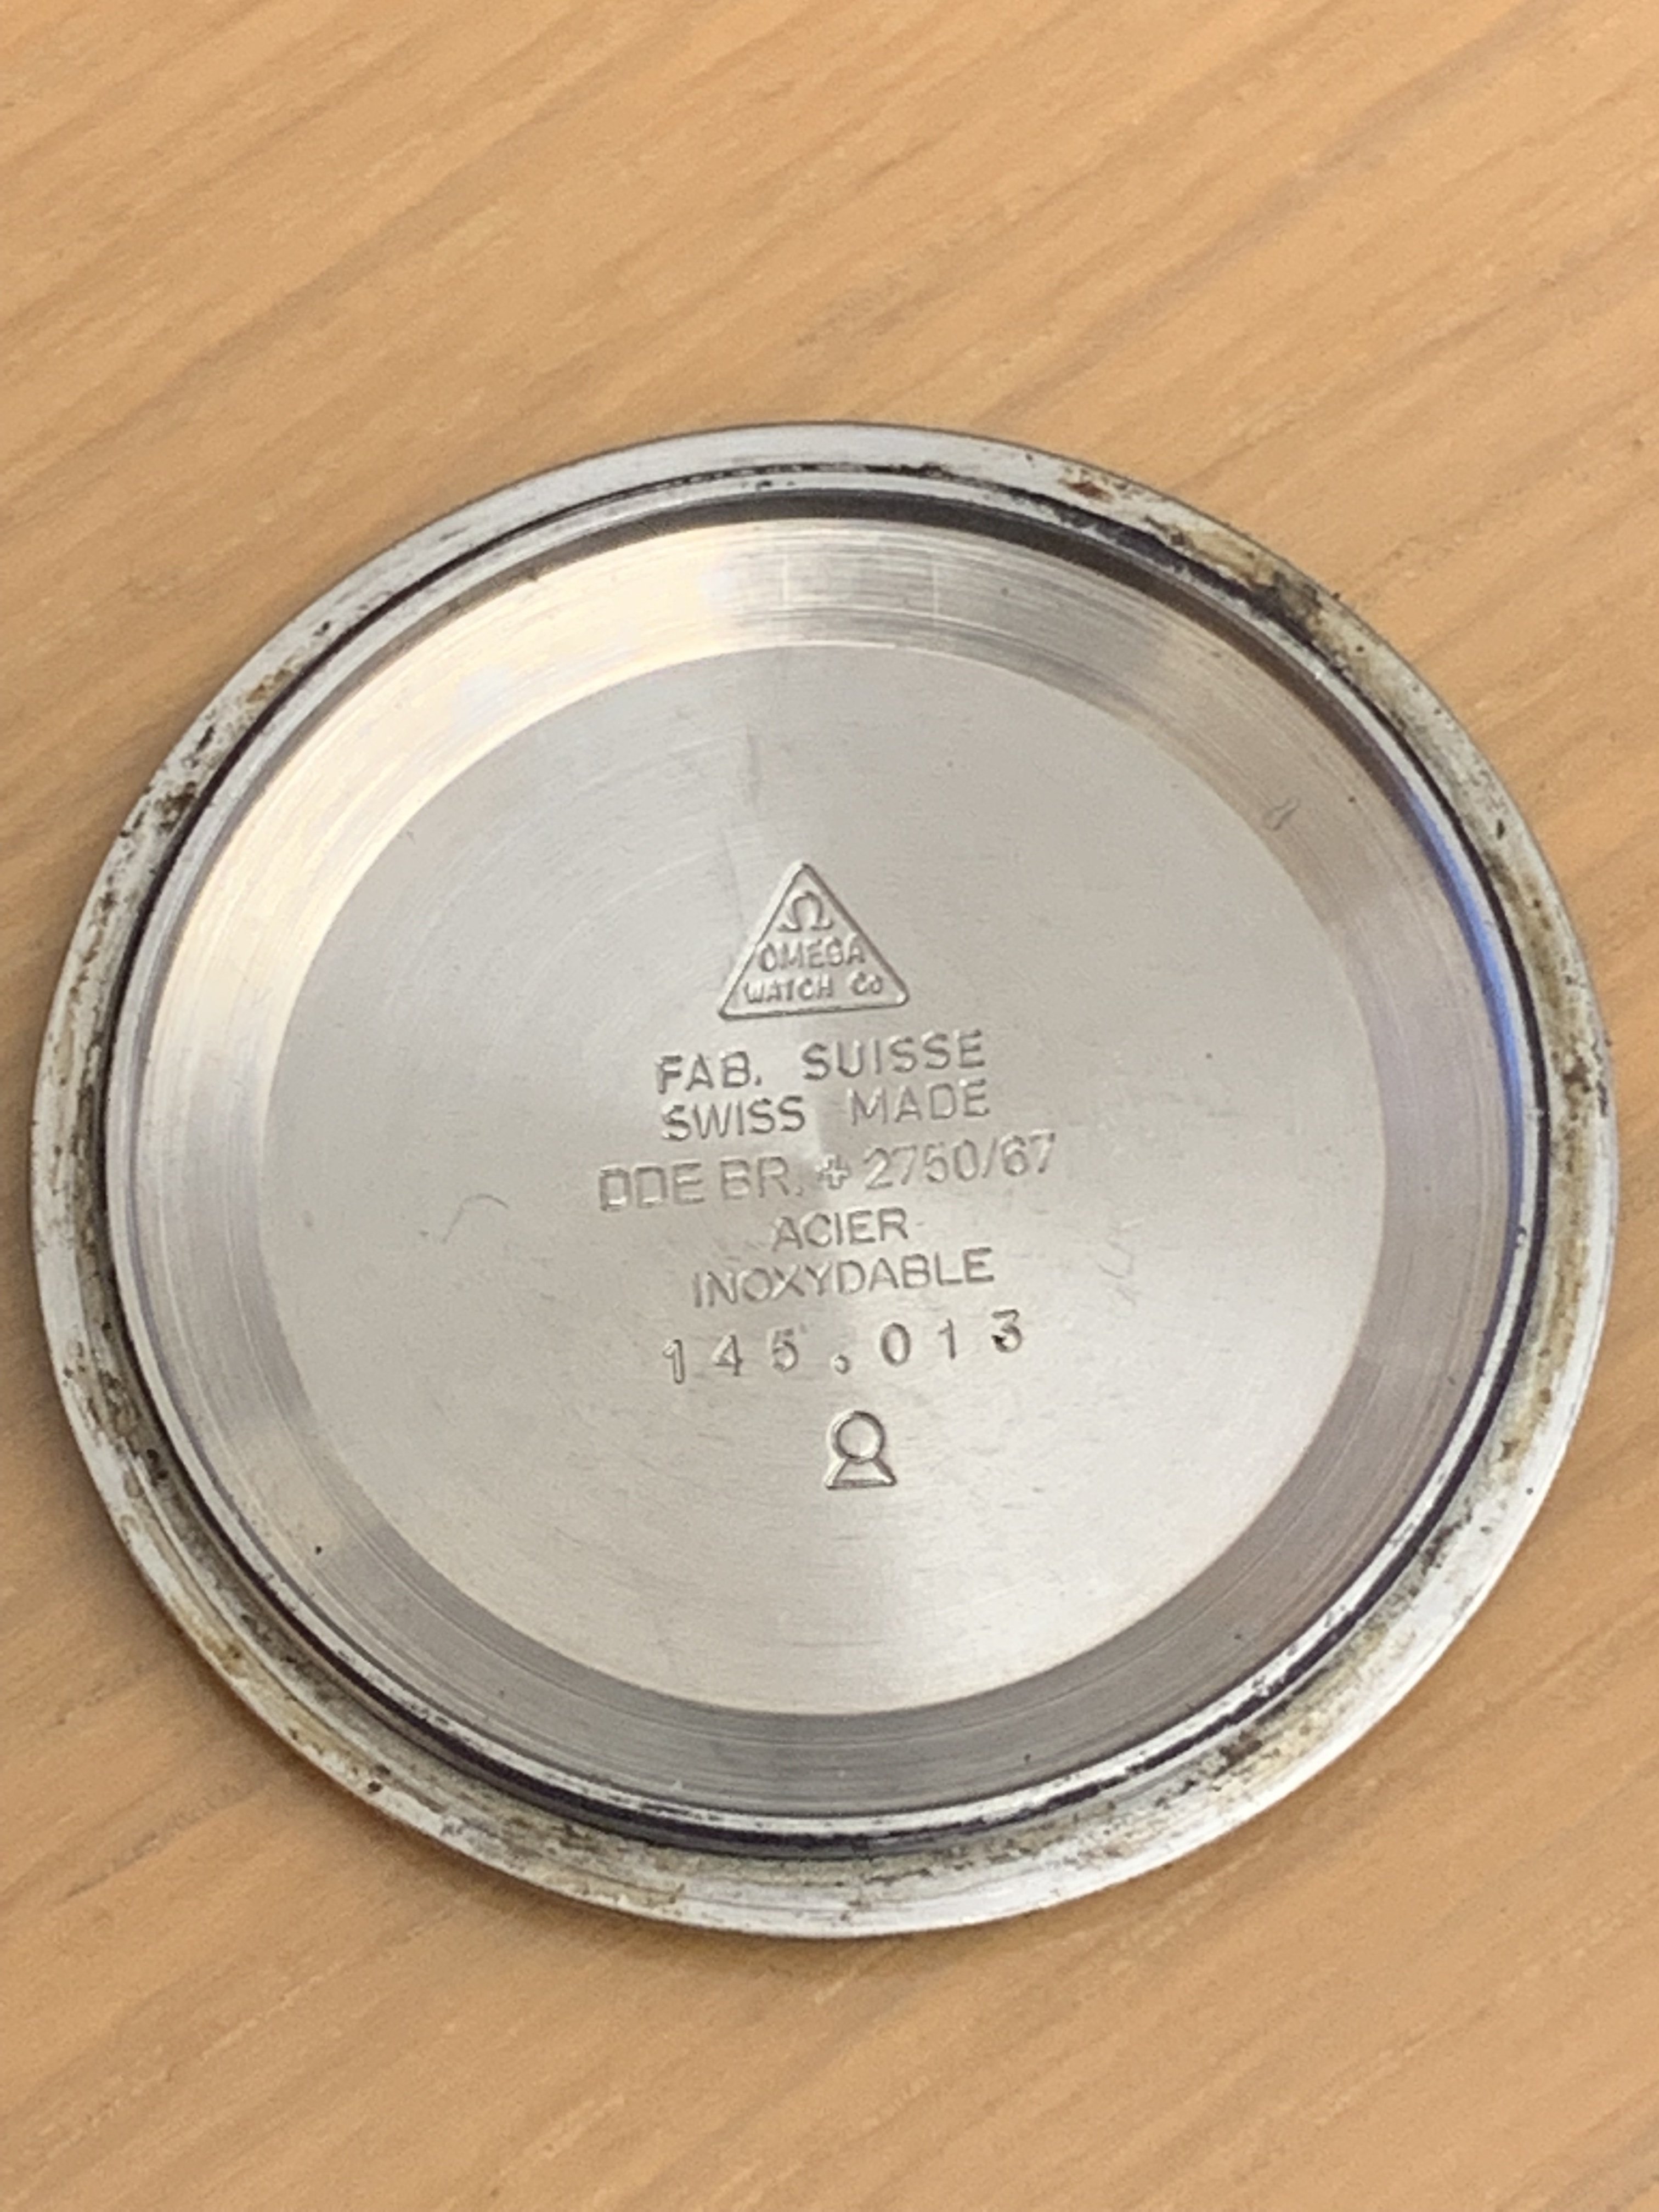 Ω
OMEGA
WATCH Co
FAB. SUISSE
SWISS MADE
DDE BR. + 2750/67
ACIER
INOXYDABLE
145.013